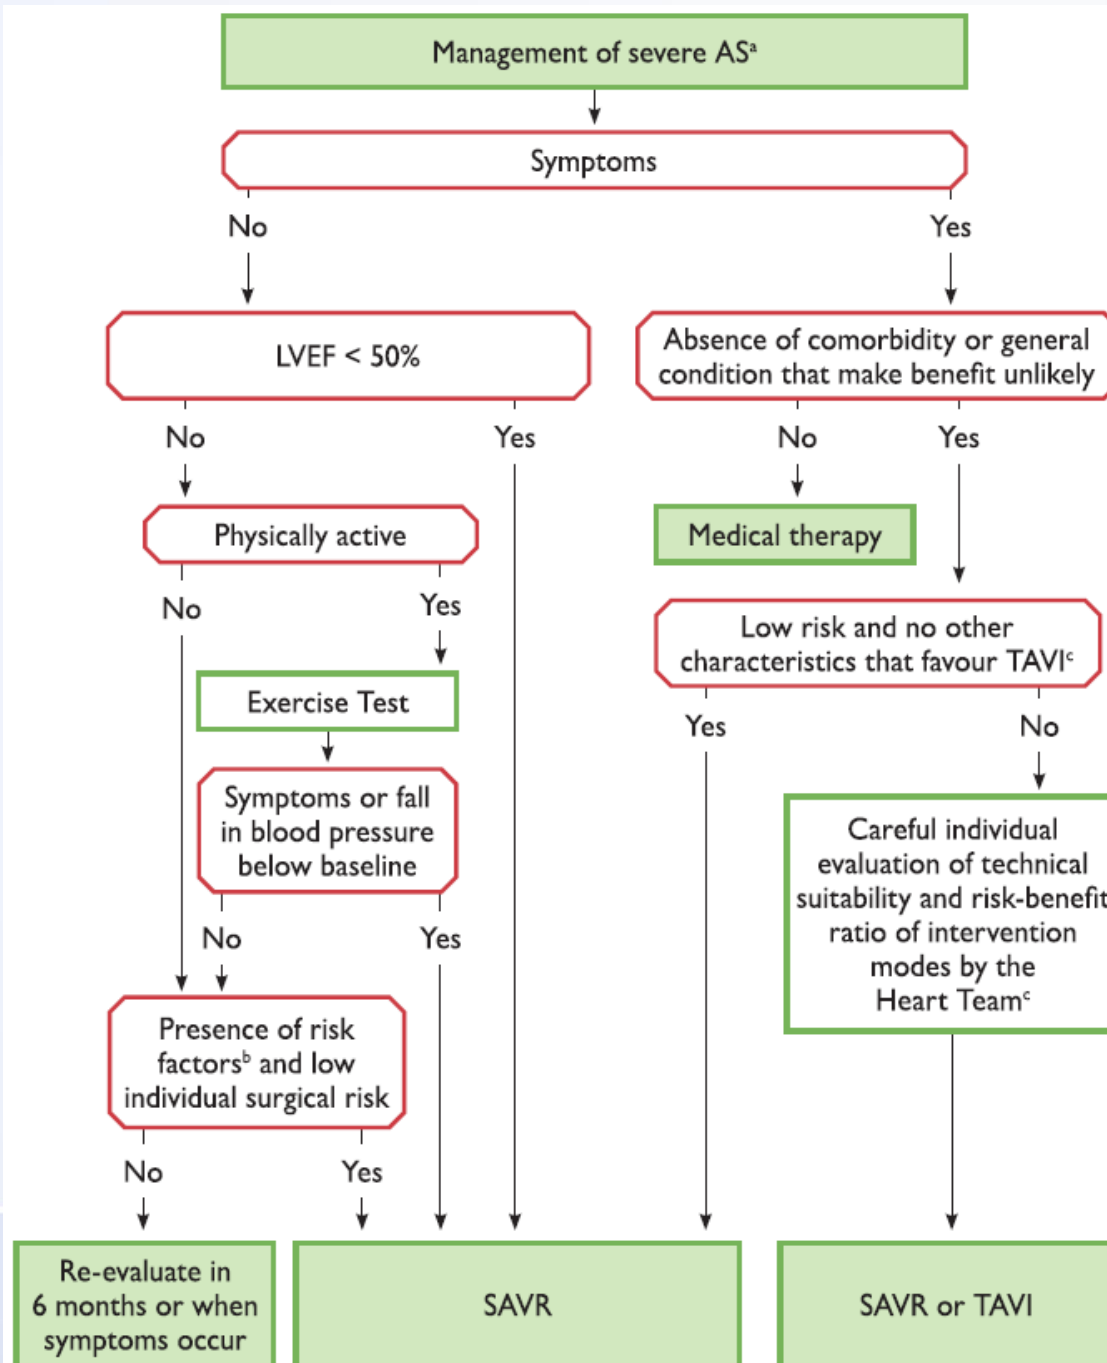 Management of severe ASᵃ
Symptoms
No
Yes
LVEF < 50%
Absence of comorbidity or general
condition that make benefit unlikely
No
Yes
No
Yes
Physically active
Medical therapy
No
Yes
Low risk and no other
characteristics that favour TAVIᶜ
Exercise Test
Yes
No
Symptoms or fall
in blood pressure
below baseline
Careful individual
evaluation of technical
suitability and risk-benefit
ratio of intervention
modes by the
Heart Teamᶜ
No
Yes
Presence of risk
factorsᵇ and low
individual surgical risk
No
Yes
Re-evaluate in
6 months or when
symptoms occur
SAVR
SAVR or TAVI